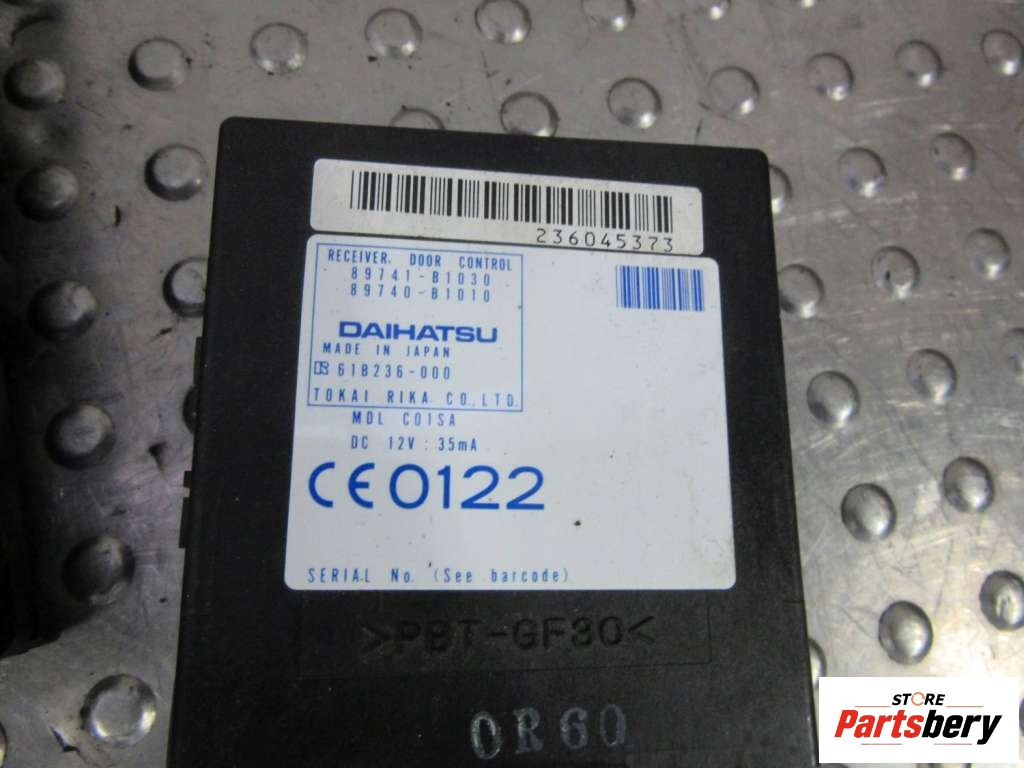 236045373
RECEIVER, DOOR CONTROL
89741-B1030
89740-B1010
DAIHATSU
MADE IN JAPAN
618236-000
TOKAI RIKA CO.,LTD.
MDL C01SA
DC 12V : 35mA
CE0122
SERIAL No. (See barcode)
>PBT-GF30<
0R60
STORE
Partsbery